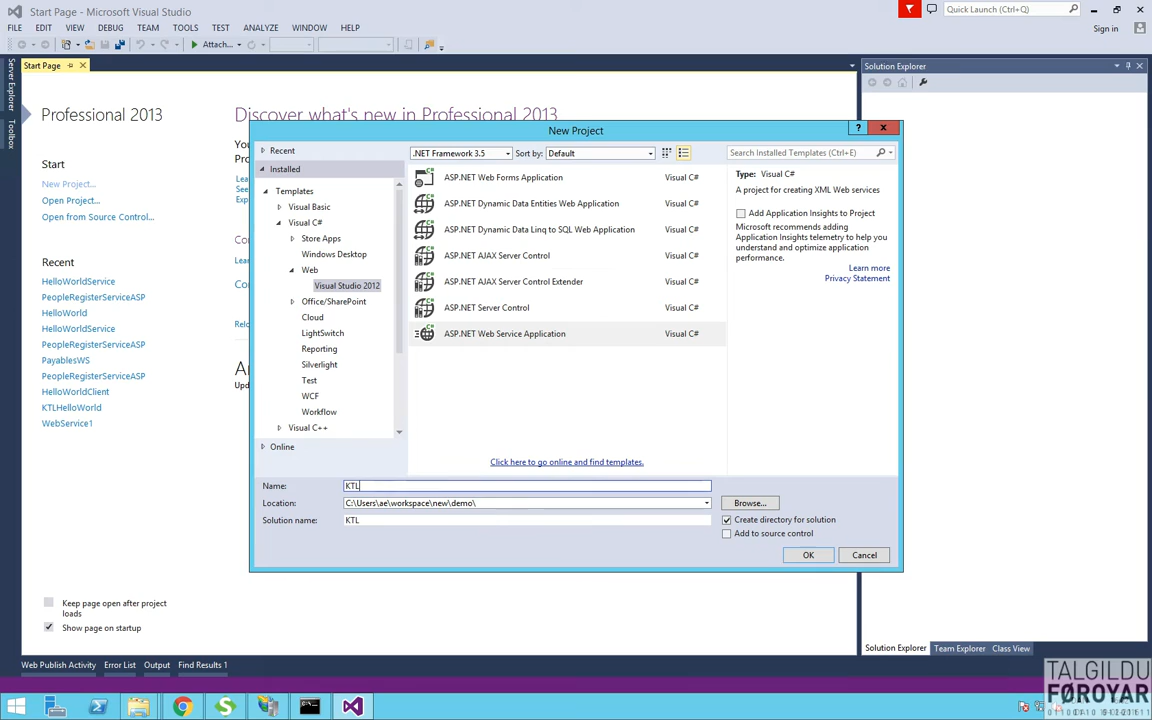 Start Page - Microsoft Visual Studio
Quick Launch (Ctrl+Q)
FILE EDIT VIEW DEBUG TEAM TOOLS TEST ANALYZE WINDOW HELP
Sign in
Attach...
Server Explorer
Toolbox
Start Page
Solution Explorer
Professional 2013
Discover what's new in Professional 2013
Start
New Project...
Open Project...
Open from Source Control...
Recent
HelloWorldService
PeopleRegisterServiceASP
HelloWorld
HelloWorldService
PeopleRegisterServiceASP
PayablesWS
PeopleRegisterServiceASP
HelloWorldClient
KTLHelloWorld
WebService1
Keep page open after project
loads
Show page on startup
New Project
Recent
.NET Framework 3.5
Sort by: Default
Search Installed Templates (Ctrl+E)
Installed
Templates
Visual Basic
Visual C#
Store Apps
Windows Desktop
Web
Visual Studio 2012
Office/SharePoint
Cloud
LightSwitch
Reporting
Silverlight
Test
WCF
Workflow
Visual C++
Online
ASP.NET Web Forms Application Visual C#
ASP.NET Dynamic Data Entities Web Application Visual C#
ASP.NET Dynamic Data Linq to SQL Web Application Visual C#
ASP.NET AJAX Server Control Visual C#
ASP.NET AJAX Server Control Extender Visual C#
ASP.NET Server Control Visual C#
ASP.NET Web Service Application Visual C#
Click here to go online and find templates.
Type: Visual C#
A project for creating XML Web services
Add Application Insights to Project
Microsoft recommends adding
Application Insights telemetry to help you
understand and optimize application
performance.
Learn more
Privacy Statement
Name: KTL
Location: C:\Users\ae\workspace\new\demo\
Browse...
Solution name: KTL
Create directory for solution
Add to source control
OK Cancel
Solution Explorer Team Explorer Class View
Web Publish Activity Error List Output Find Results 1
TALGILDU
FØROYAR